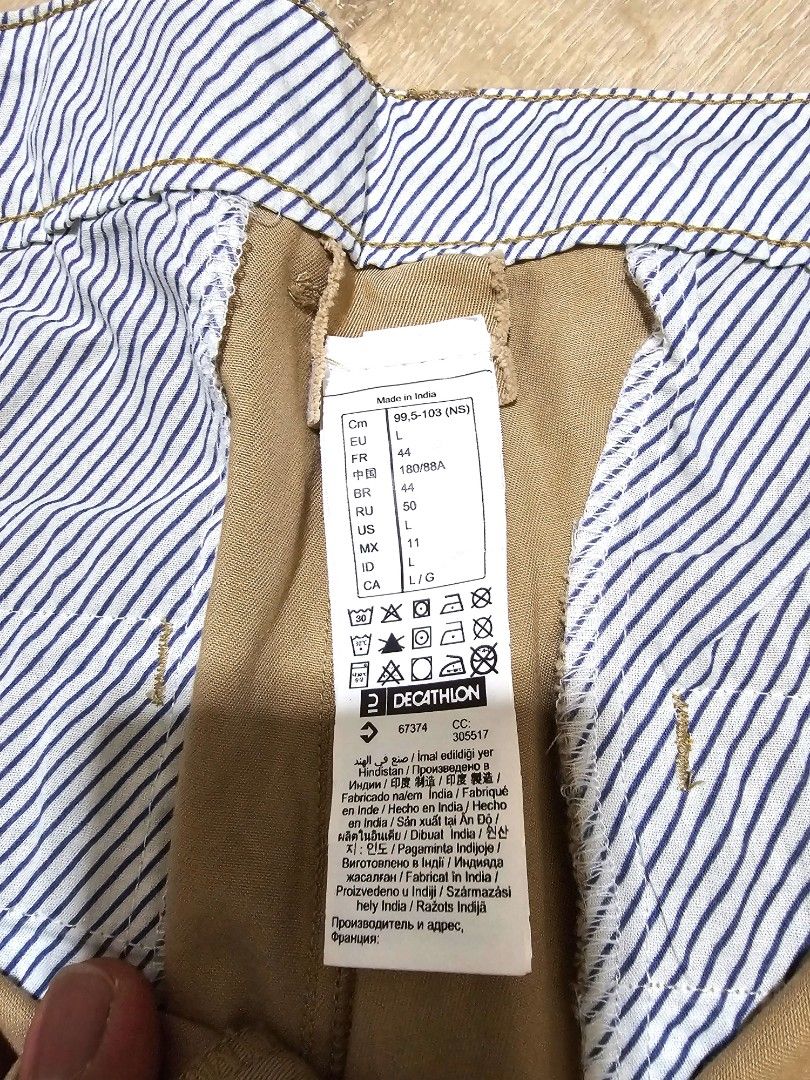 Made in India
Cm 99,5-103 (NS)
EU L
FR 44
中国 180/88A
BR 44
RU 50
US L
MX 11
ID L
CA L / G
30
DECATHLON
67374 CC:
305517
صنع في الهند / İmal edildiği yer
Hindistan / Произведено в
Индии / 印度 制造 / 印度 製造 /
Fabricado na/em India / Fabriqué
en Inde / Hecho en India / Hecho
en India / Sản xuất tại Ấn Độ /
ผลิตในอินเดีย / Dibuat India / 원산
지 : 인도 / Pagaminta Indijoje /
Виготовлено в Індії / Индияда
жасалған / Fabricat în India /
Proizvedeno u Indiji / Származási
hely India / Ražots Indijā
Производитель и адрес,
Франция: